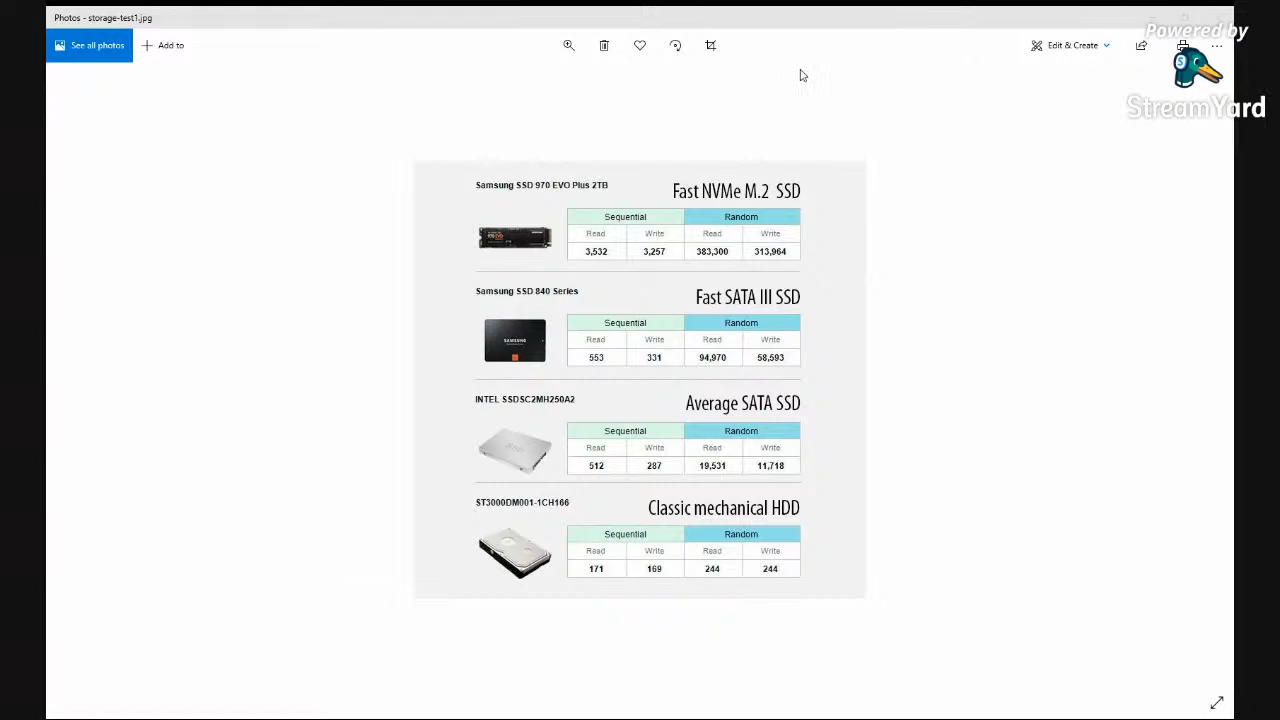 Photos - storage-test1.jpg
Powered by
See all photos
Add to
Edit & Create
StreamYard
Samsung SSD 970 EVO Plus 2TB
Fast NVMe M.2 SSD
Sequential Random
Read Write Read Write
3,532 3,257 383,300 313,964
Samsung SSD 840 Series
Fast SATA III SSD
Sequential Random
SAMSUNG
Read Write Read Write
553 331 94,970 58,593
INTEL SSDSC2MH250A2
Average SATA SSD
Sequential Random
Read Write Read Write
512 287 19,531 11,718
ST3000DM001-1CH166
Classic mechanical HDD
Sequential Random
Read Write Read Write
171 169 244 244